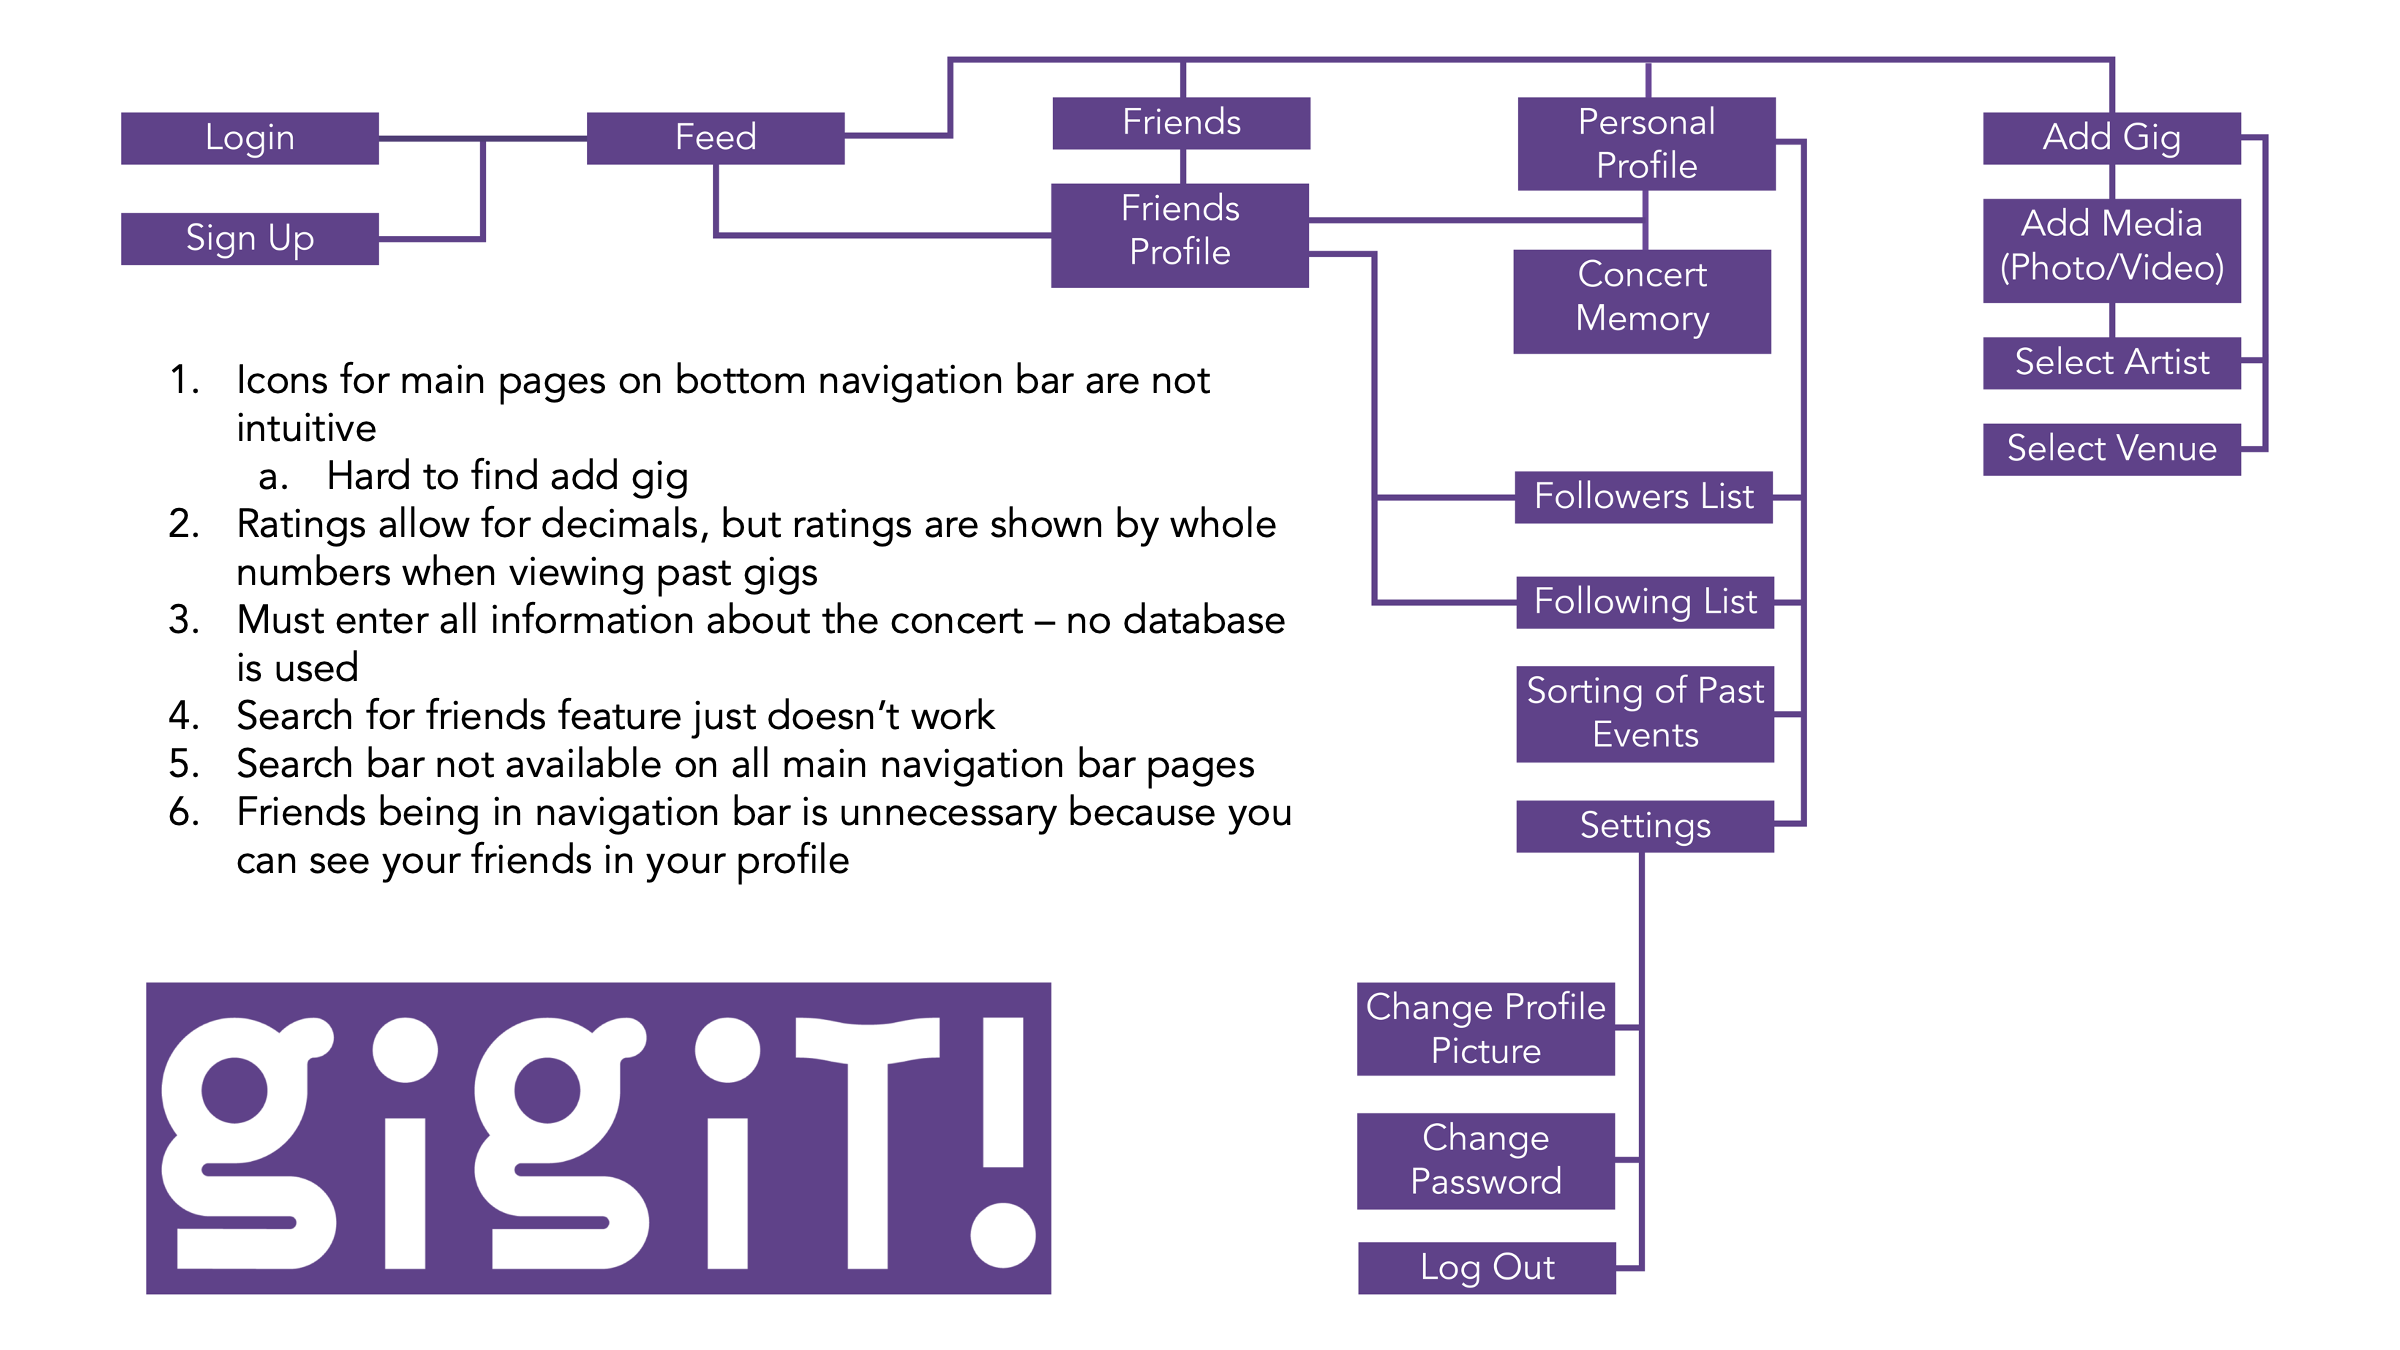 Login
Sign Up
Feed
Friends
Friends
Profile
Personal
Profile
Concert
Memory
Add Gig
Add Media
(Photo/Video)
Select Artist
Select Venue
Followers List
Following List
Sorting of Past
Events
Settings
Change Profile
Picture
Change
Password
Log Out
1. Icons for main pages on bottom navigation bar are not
intuitive
a. Hard to find add gig
2. Ratings allow for decimals, but ratings are shown by whole
numbers when viewing past gigs
3. Must enter all information about the concert – no database
is used
4. Search for friends feature just doesn’t work
5. Search bar not available on all main navigation bar pages
6. Friends being in navigation bar is unnecessary because you
can see your friends in your profile
gigiT!